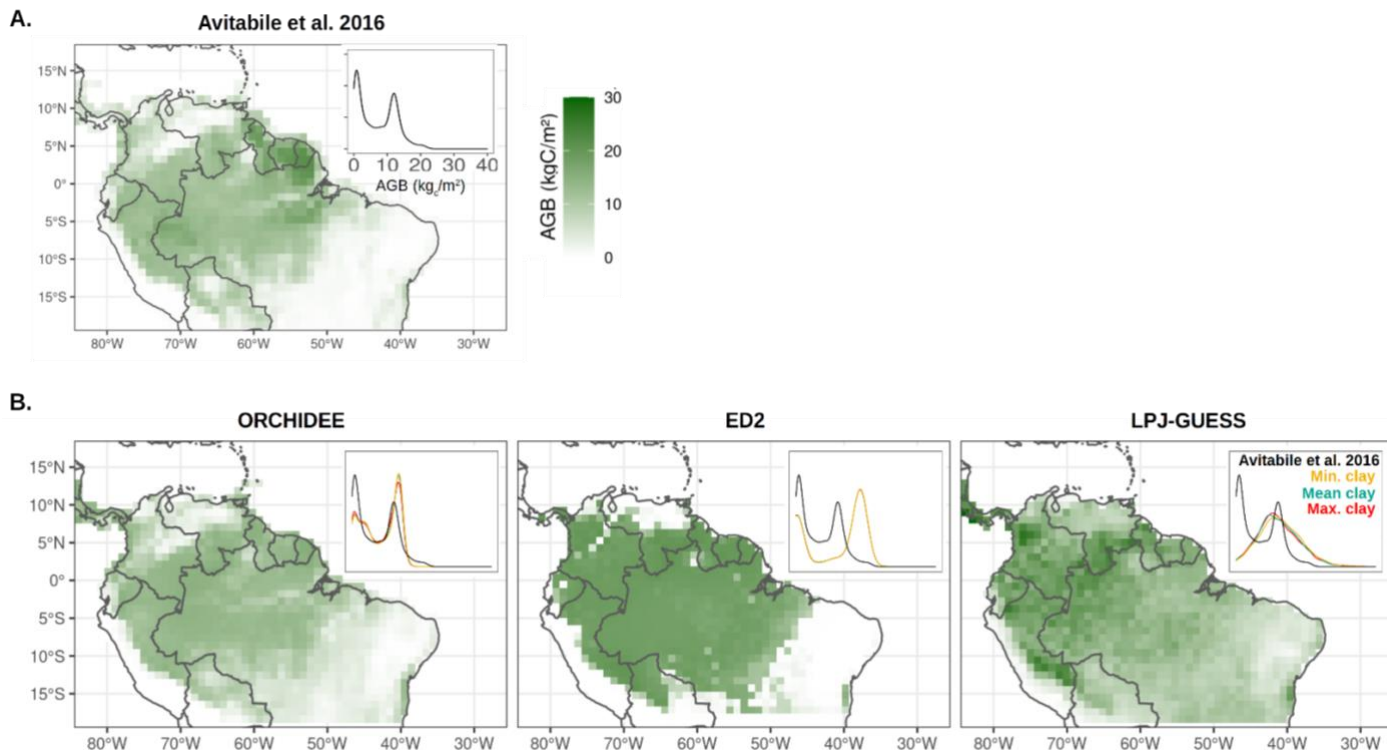 A.
Avitabile et al. 2016
15°N
10°N
5°N
0°
5°S
10°S
15°S
80°W 70°W 60°W 50°W 40°W 30°W
0 10 20 30 40
AGB (kgc/m²)
AGB (kgC/m²)
30
20
10
0
B.
ORCHIDEE
ED2
LPJ-GUESS
15°N
10°N
5°N
0°
5°S
10°S
15°S
Avitabile et al. 2016
Min. clay
Mean clay
Max. clay
80°W 70°W 60°W 50°W 40°W 30°W
80°W 70°W 60°W 50°W 40°W 30°W
80°W 70°W 60°W 50°W 40°W 30°W